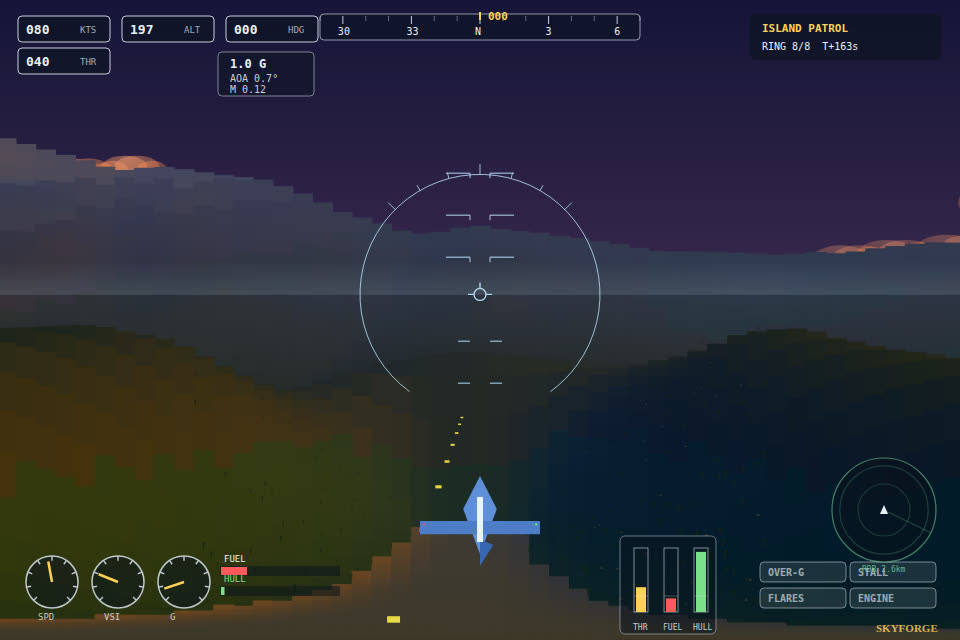 080 KTS
197 ALT
000 HDG
000
30 33 N 3 6
ISLAND PATROL
RING 8/8 T+163s
040 THR
1.0 G
AOA 0.7°
M 0.12
FUEL
HULL
SPD
VSI
G
THR
FUEL
HULL
OVER-G
STALL
FLARES
ENGINE
SKYFORGE